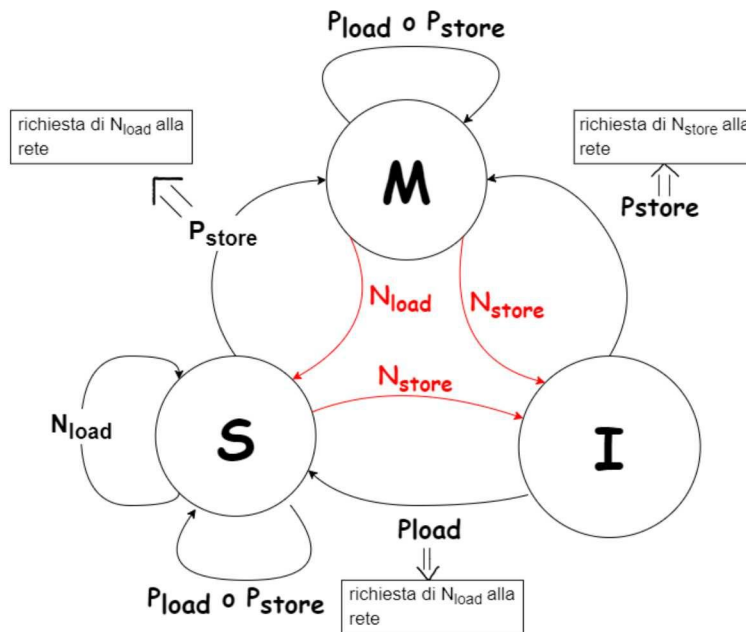 Pload o Pstore
richiesta di Nload alla
rete
richiesta di Nstore alla
rete
M
Pstore
Pstore
Nload
Nstore
Nstore
Nload
S
I
Pload
Pload o Pstore
richiesta di Nload alla
rete